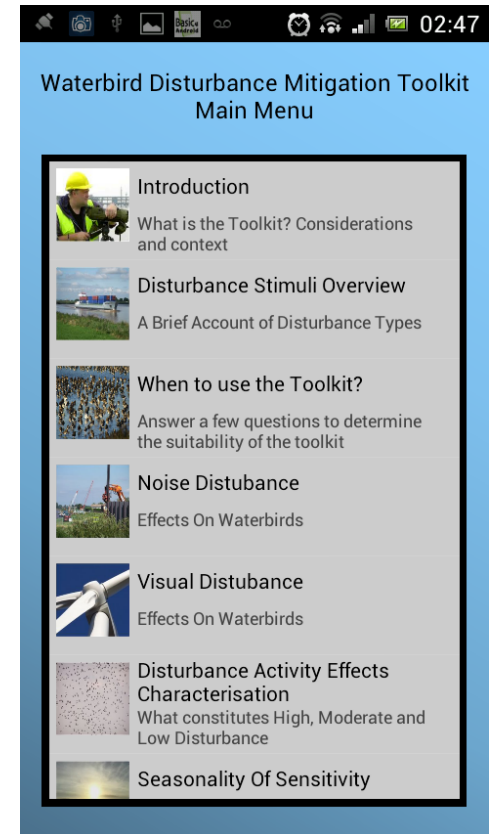 Basic4
Android
02:47
Waterbird Disturbance Mitigation Toolkit
Main Menu
Introduction
What is the Toolkit? Considerations
and context
Disturbance Stimuli Overview
A Brief Account of Disturbance Types
When to use the Toolkit?
Answer a few questions to determine
the suitability of the toolkit
Noise Distubance
Effects On Waterbirds
Visual Distubance
Effects On Waterbirds
Disturbance Activity Effects
Characterisation
What constitutes High, Moderate and
Low Disturbance
Seasonality Of Sensitivity